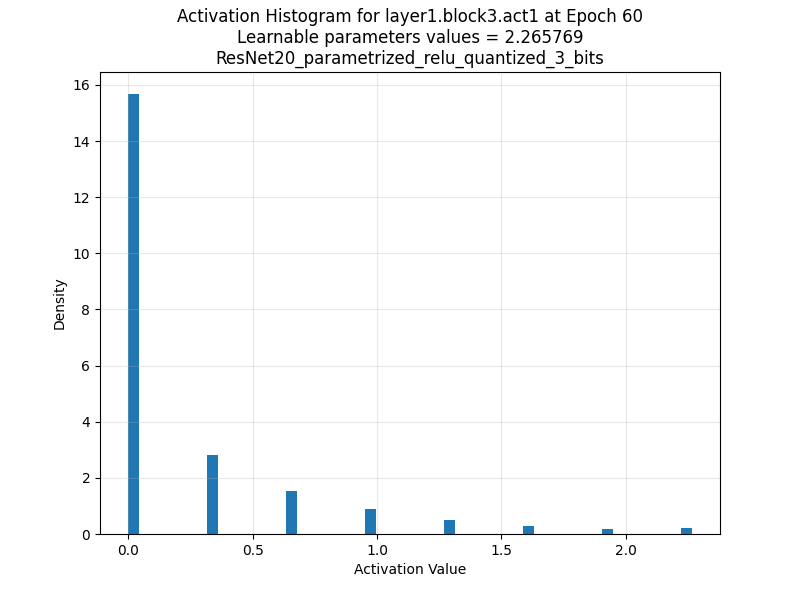 Activation Histogram for layer1.block3.act1 at Epoch 60
Learnable parameters values = 2.265769
ResNet20_parametrized_relu_quantized_3_bits
16
14
12
10
8
6
4
2
0
Density
0.0 0.5 1.0 1.5 2.0
Activation Value